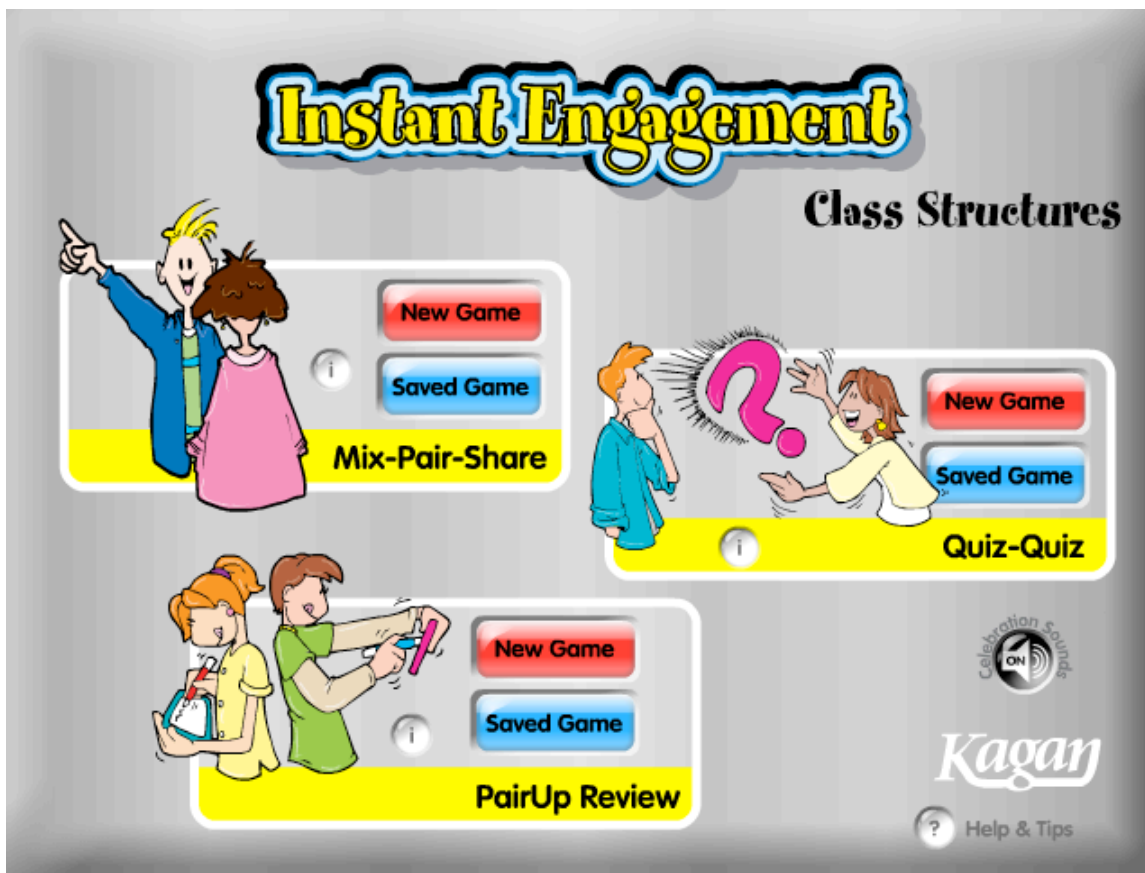 Instant Engagement
Class Structures
New Game
i
Saved Game
Mix-Pair-Share
?
New Game
Saved Game
i
Quiz-Quiz
New Game
Saved Game
i
PairUp Review
Celebration Sounds
ON
Kagan
? Help & Tips